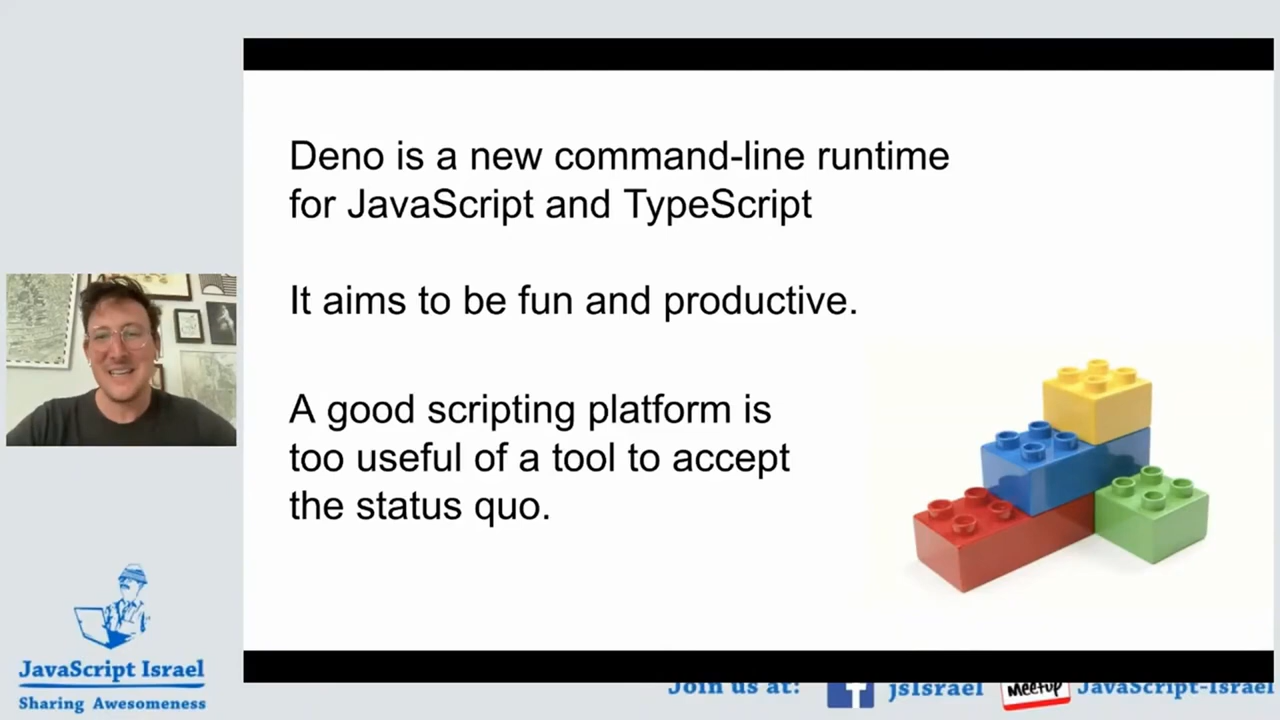 Deno is a new command-line runtime
for JavaScript and TypeScript
It aims to be fun and productive.
A good scripting platform is
too useful of a tool to accept
the status quo.
JavaScript Israel
Sharing Awesomeness
Join us at:
jsIsrael
Meetup
JavaScript-Israel